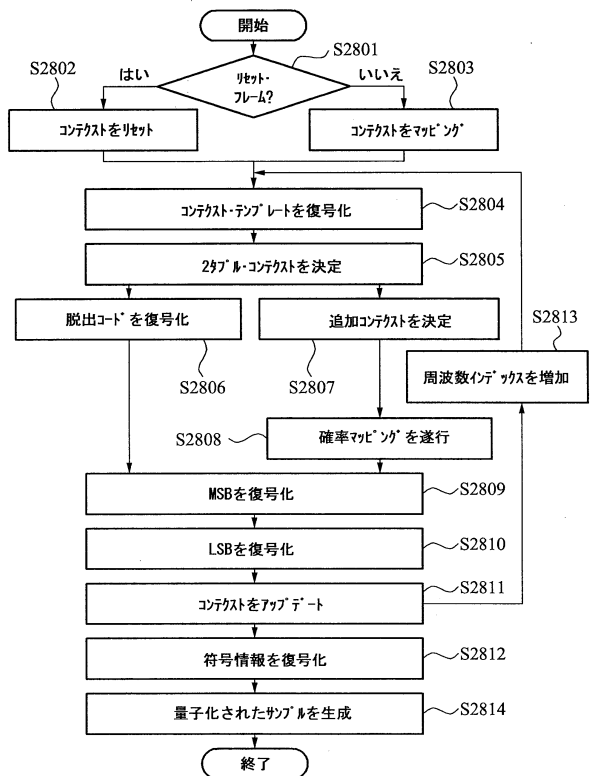 開始
S2801
S2802
はい
リセット・
フレーム?
いいえ
S2803
コンテクストをリセット
コンテクストをマッピング
コンテクスト・テンプレートを復号化
S2804
2タプル・コンテクストを決定
S2805
脱出コードを復号化
追加コンテクストを決定
S2813
S2806
S2807
周波数インデックスを増加
S2808
確率マッピングを遂行
MSBを復号化
S2809
LSBを復号化
S2810
コンテクストをアップデート
S2811
符号情報を復号化
S2812
量子化されたサンプルを生成
S2814
終了